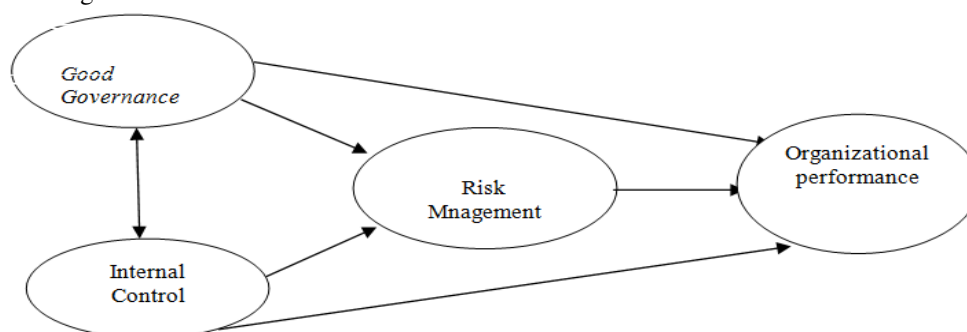 Good
Governance
Risk
Mnagement
Organizational
performance
Internal
Control